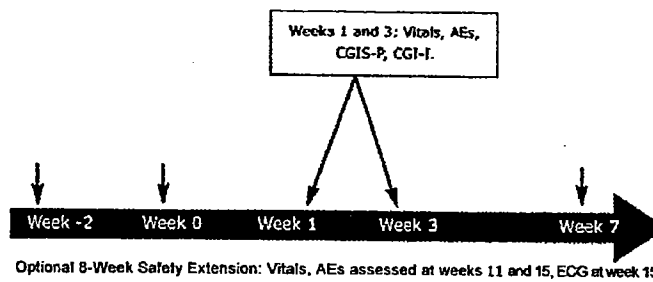 Weeks 1 and 3: Vitals, AEs,
CGIS-P, CGI-I.
Week -2 Week 0 Week 1 Week 3 Week 7
Optional 8-Week Safety Extension: Vitals, AEs assessed at weeks 11 and 15, ECG at week 15